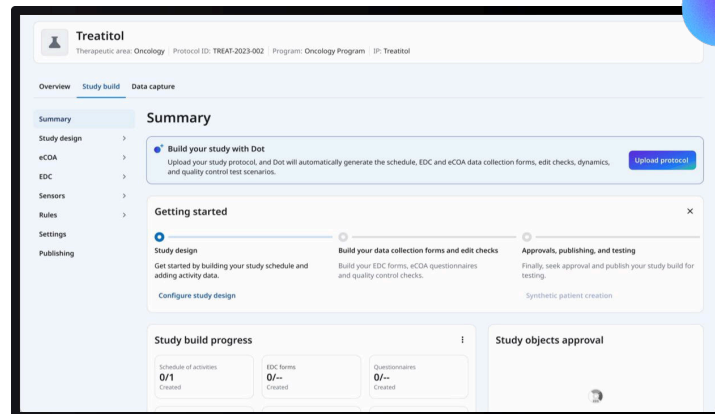 Treatitol
Therapeutic area: Oncology | Protocol ID: TREAT-2023-002 | Program: Oncology Program | IP: Treatitol
Overview Study build Data capture
Summary
Study design
eCOA
EDC
Sensors
Rules
Settings
Publishing
Summary
Build your study with Dot
Upload your study protocol, and Dot will automatically generate the schedule, EDC and eCOA data collection forms, edit checks, dynamics,
and quality control test scenarios.
Upload protocol
Getting started
Study design
Get started by building your study schedule and
adding activity data.
Configure study design
Build your data collection forms and edit checks
Build your EDC forms, eCOA questionnaires
and quality control checks.
Approvals, publishing, and testing
Finally, seek approval and publish your study build for
testing.
Synthetic patient creation
Study build progress
Schedule of activities
0/1
Created
EDC forms
0/--
Created
Questionnaires
0/--
Created
Study objects approval